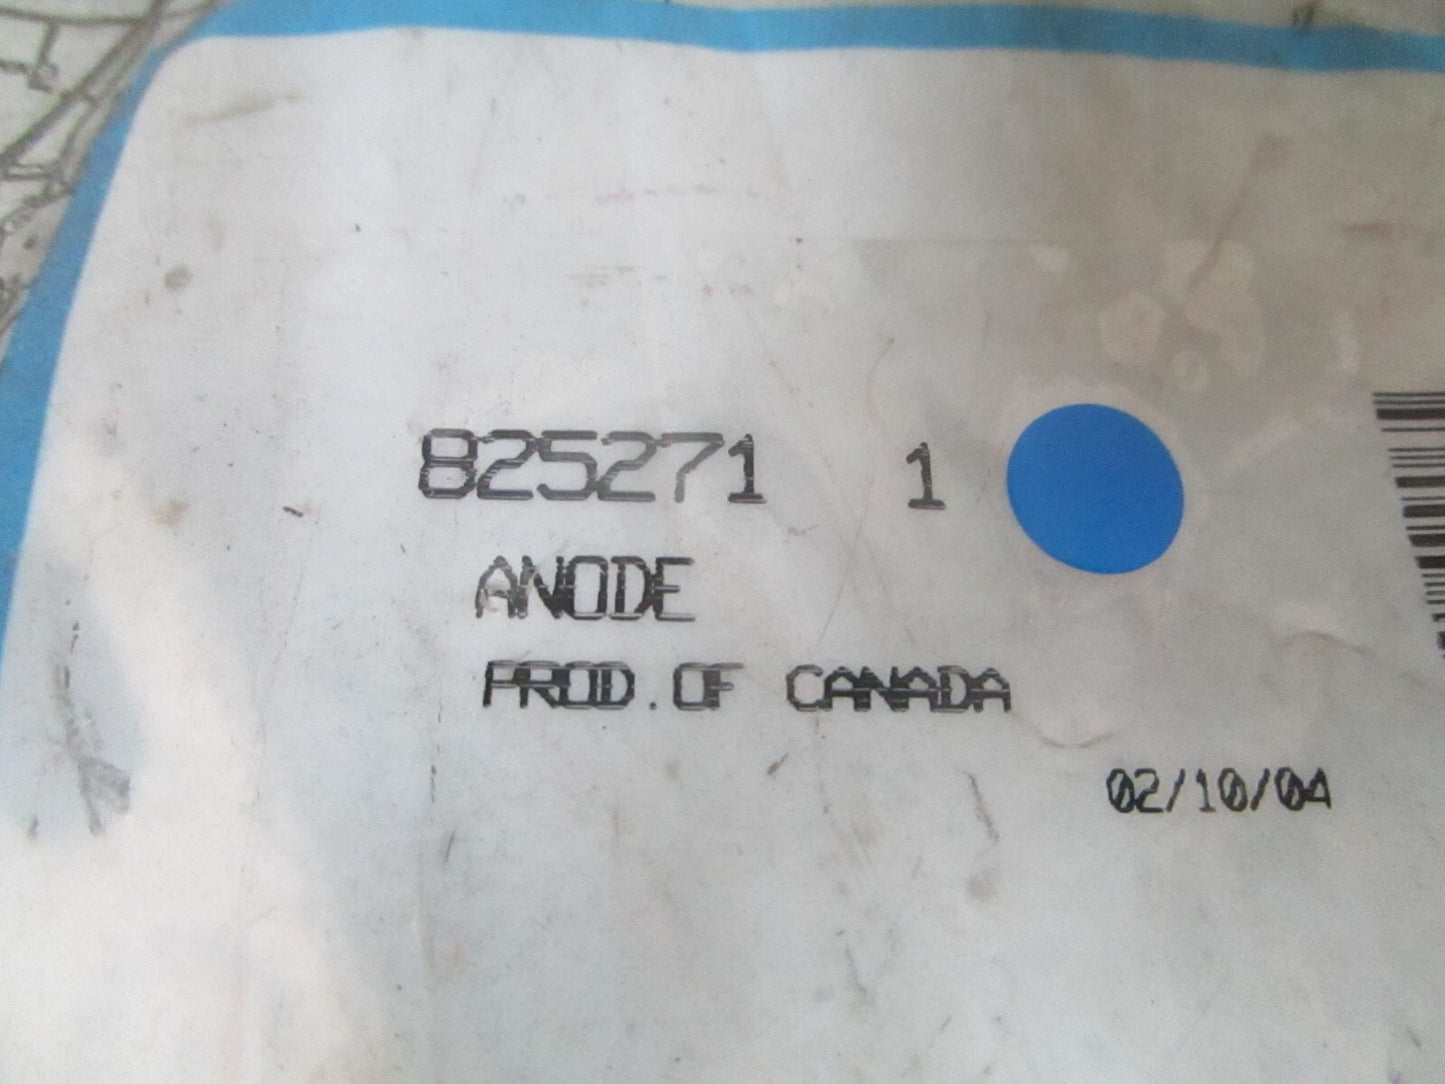 825271 1
ANODE
PROD. OF CANADA
02/10/04